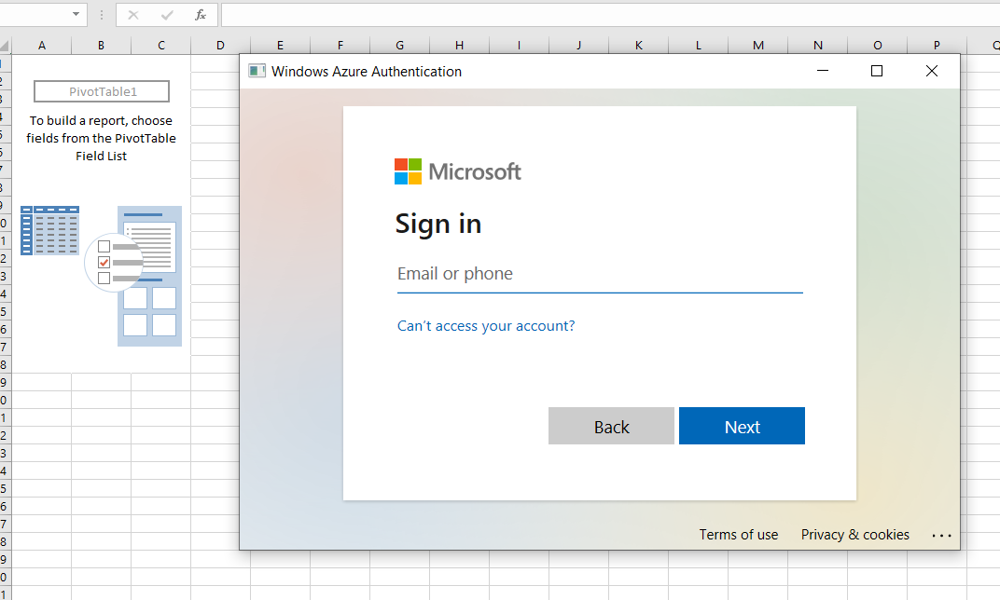 fx
A B C D E F G H I J K L M N O P
Windows Azure Authentication
PivotTable1
To build a report, choose
fields from the PivotTable
Field List
Microsoft
Sign in
Email or phone
Can't access your account?
Back Next
Terms of use Privacy & cookies ...